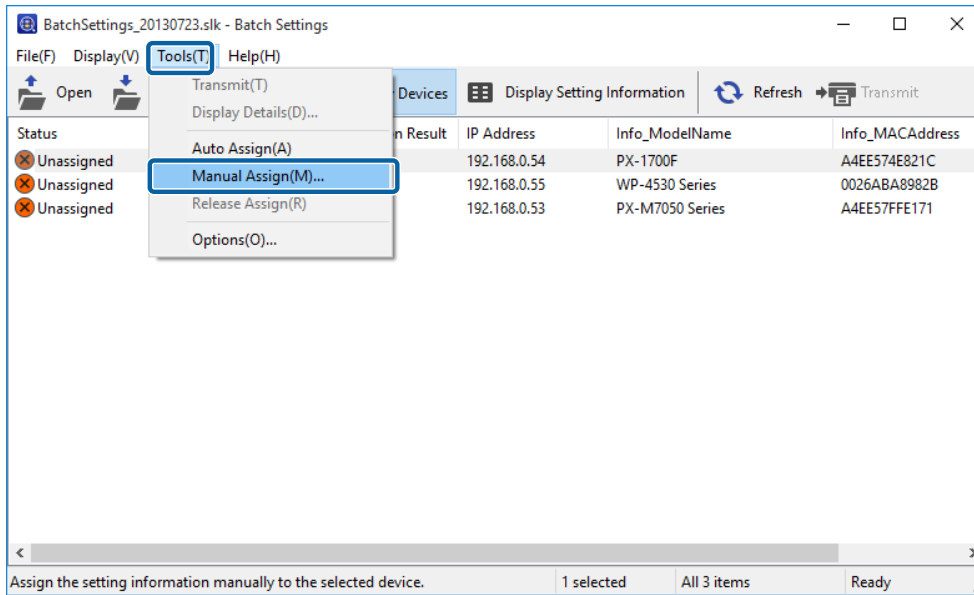 BatchSettings_20130723.slk - Batch Settings
File(F) Display(V) Tools(T) Help(H)
Open Devices Display Setting Information Refresh Transmit
Transmit(T)
Display Details(D)...
Auto Assign(A)
Manual Assign(M)...
Release Assign(R)
Options(O)...
Status n Result IP Address Info_ModelName Info_MACAddress
Unassigned 192.168.0.54 PX-1700F A4EE574E821C
Unassigned 192.168.0.55 WP-4530 Series 0026ABA8982B
Unassigned 192.168.0.53 PX-M7050 Series A4EE57FFE171
Assign the setting information manually to the selected device. 1 selected All 3 items Ready